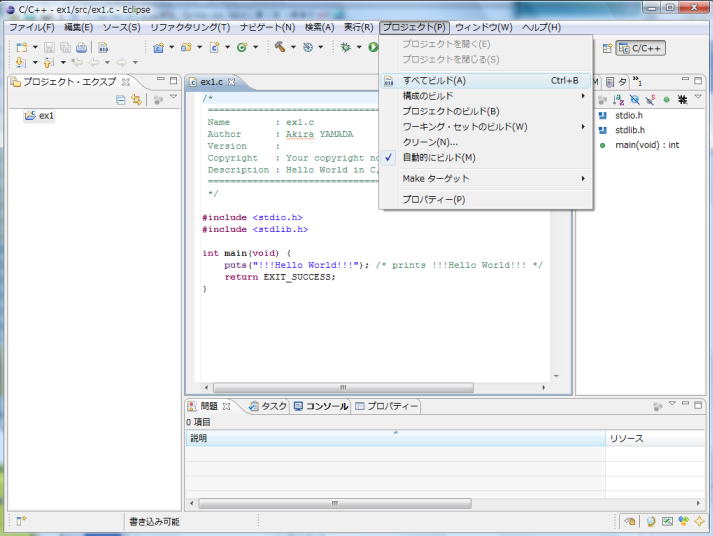 C/C++ - ex1/src/ex1.c - Eclipse
ファイル(F) 編集(E) ソース(S) リファクタリング(T) ナビゲート(N) 検索(A) 実行(R) プロジェクト(P) ウィンドウ(W) ヘルプ(H)
プロジェクトを開く(E)
プロジェクトを閉じる(S)
すべてビルド(A) Ctrl+B
構成のビルド
プロジェクトのビルド(B)
ワーキング・セットのビルド(W)
クリーン(N)...
自動的にビルド(M)
Make ターゲット
プロパティー(P)
C/C++
プロジェクト・エクスプ
ex1
ex1.c
/*
============================
Name : ex1.c
Author : Akira YAMADA
Version :
Copyright : Your copyright no
Description : Hello World in C,
============================
*/
#include <stdio.h>
#include <stdlib.h>
int main(void) {
puts("!!!Hello World!!!"); /* prints !!!Hello World!!! */
return EXIT_SUCCESS;
}
M タ »1
stdio.h
stdlib.h
main(void) : int
問題 タスク コンソール プロパティー
0 項目
説明 リソース
書き込み可能